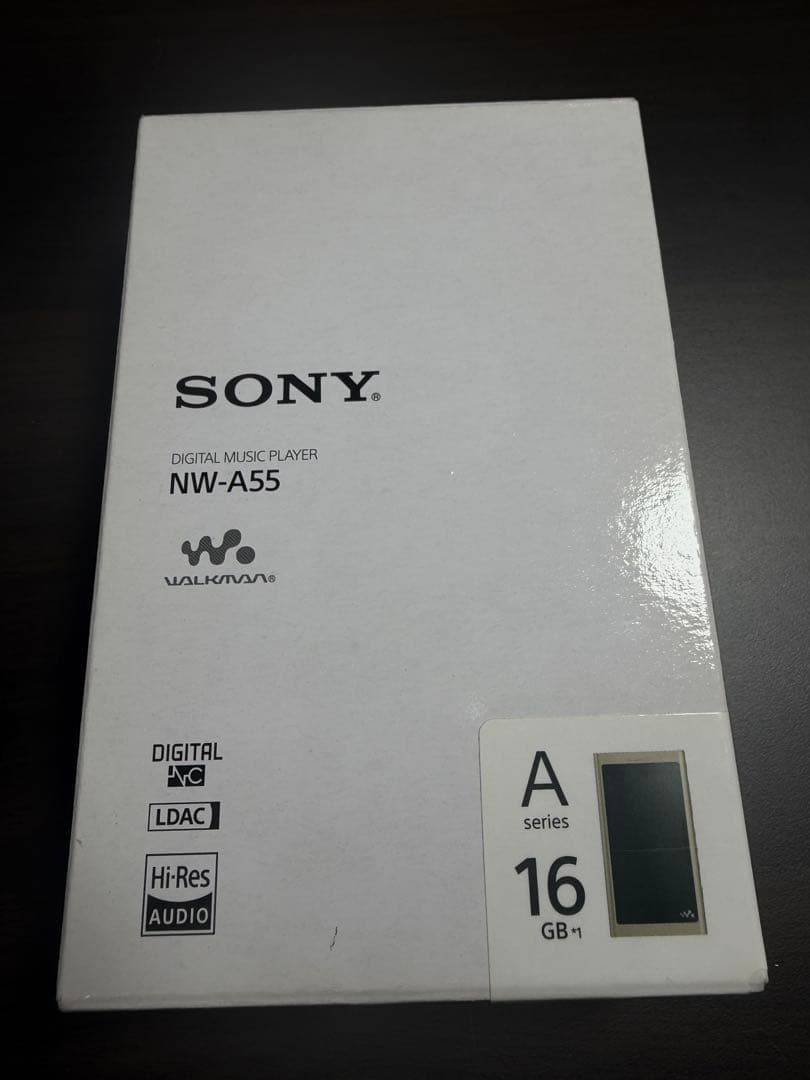 SONY®
DIGITAL MUSIC PLAYER
NW-A55
WALKMAN®
DIGITAL
NC
LDAC
Hi-Res
AUDIO
A
series
16
GB *1